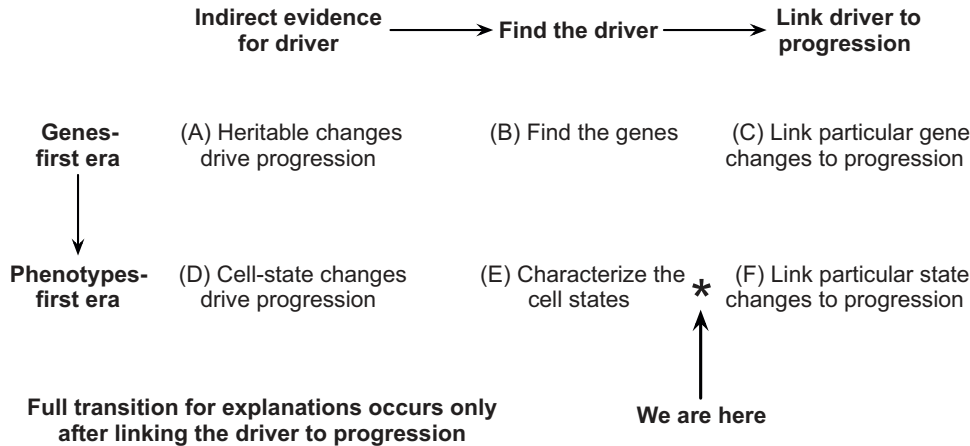 Indirect evidence
for driver
Find the driver
Link driver to
progression
Genes-
first era
(A) Heritable changes
drive progression
(B) Find the genes
(C) Link particular gene
changes to progression
Phenotypes-
first era
(D) Cell-state changes
drive progression
(E) Characterize the
cell states
*
(F) Link particular state
changes to progression
Full transition for explanations occurs only
after linking the driver to progression
We are here